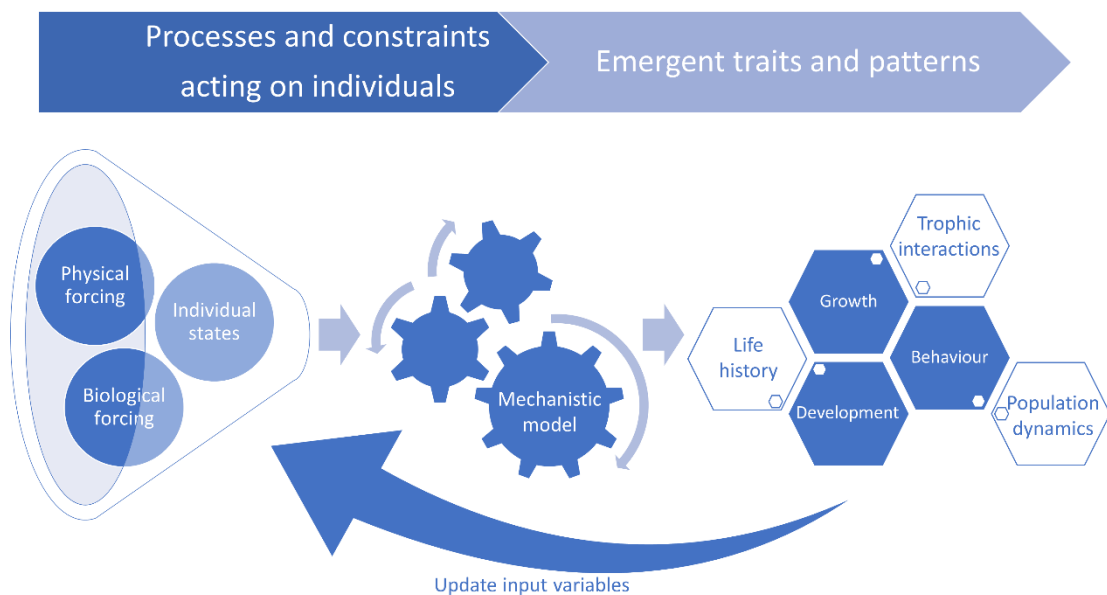 Processes and constraints
acting on individuals
Emergent traits and patterns
Physical
forcing
Individual
states
Biological
forcing
Mechanistic
model
Trophic
interactions
Growth
Life
history
Behaviour
Development
Population
dynamics
Update input variables